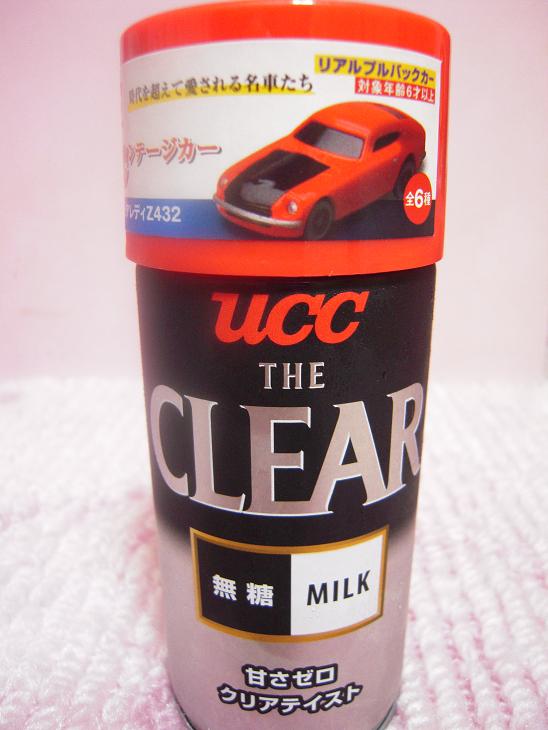 時代を超えて愛される名車たち
リアルプルバックカー
対象年齢6才以上
ンテージカー
全6種
アレディZ432
ucc
THE
CLEAR
無糖
MILK
甘さゼロ
クリアテイスト